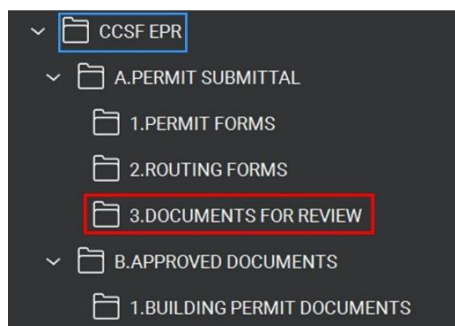 CCSF EPR
A.PERMIT SUBMITTAL
1.PERMIT FORMS
2.ROUTING FORMS
3.DOCUMENTS FOR REVIEW
B.APPROVED DOCUMENTS
1.BUILDING PERMIT DOCUMENTS